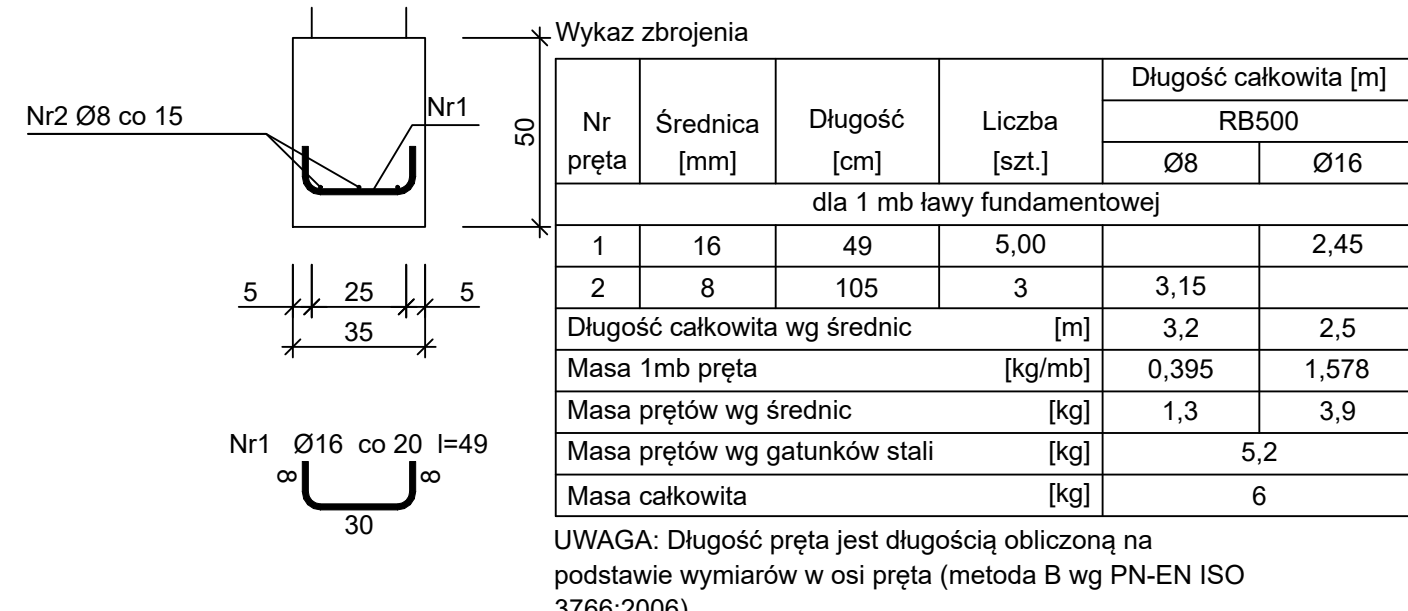 Wykaz zbrojenia
Nr2 Ø8 co 15
Nr1
50
5 25 5
35
Nr1 Ø16 co 20 l=49
8 8
30
Nr pręta Średnica [mm] Długość [cm] Liczba [szt.] Długość całkowita [m]
RB500
Ø8 Ø16
dla 1 mb ławy fundamentowej
1 16 49 5,00 2,45
2 8 105 3 3,15
Długość całkowita wg średnic [m] 3,2 2,5
Masa 1mb pręta [kg/mb] 0,395 1,578
Masa prętów wg średnic [kg] 1,3 3,9
Masa prętów wg gatunków stali [kg] 5,2
Masa całkowita [kg] 6
UWAGA: Długość pręta jest długością obliczoną na
podstawie wymiarów w osi pręta (metoda B wg PN-EN ISO
3766:2006)